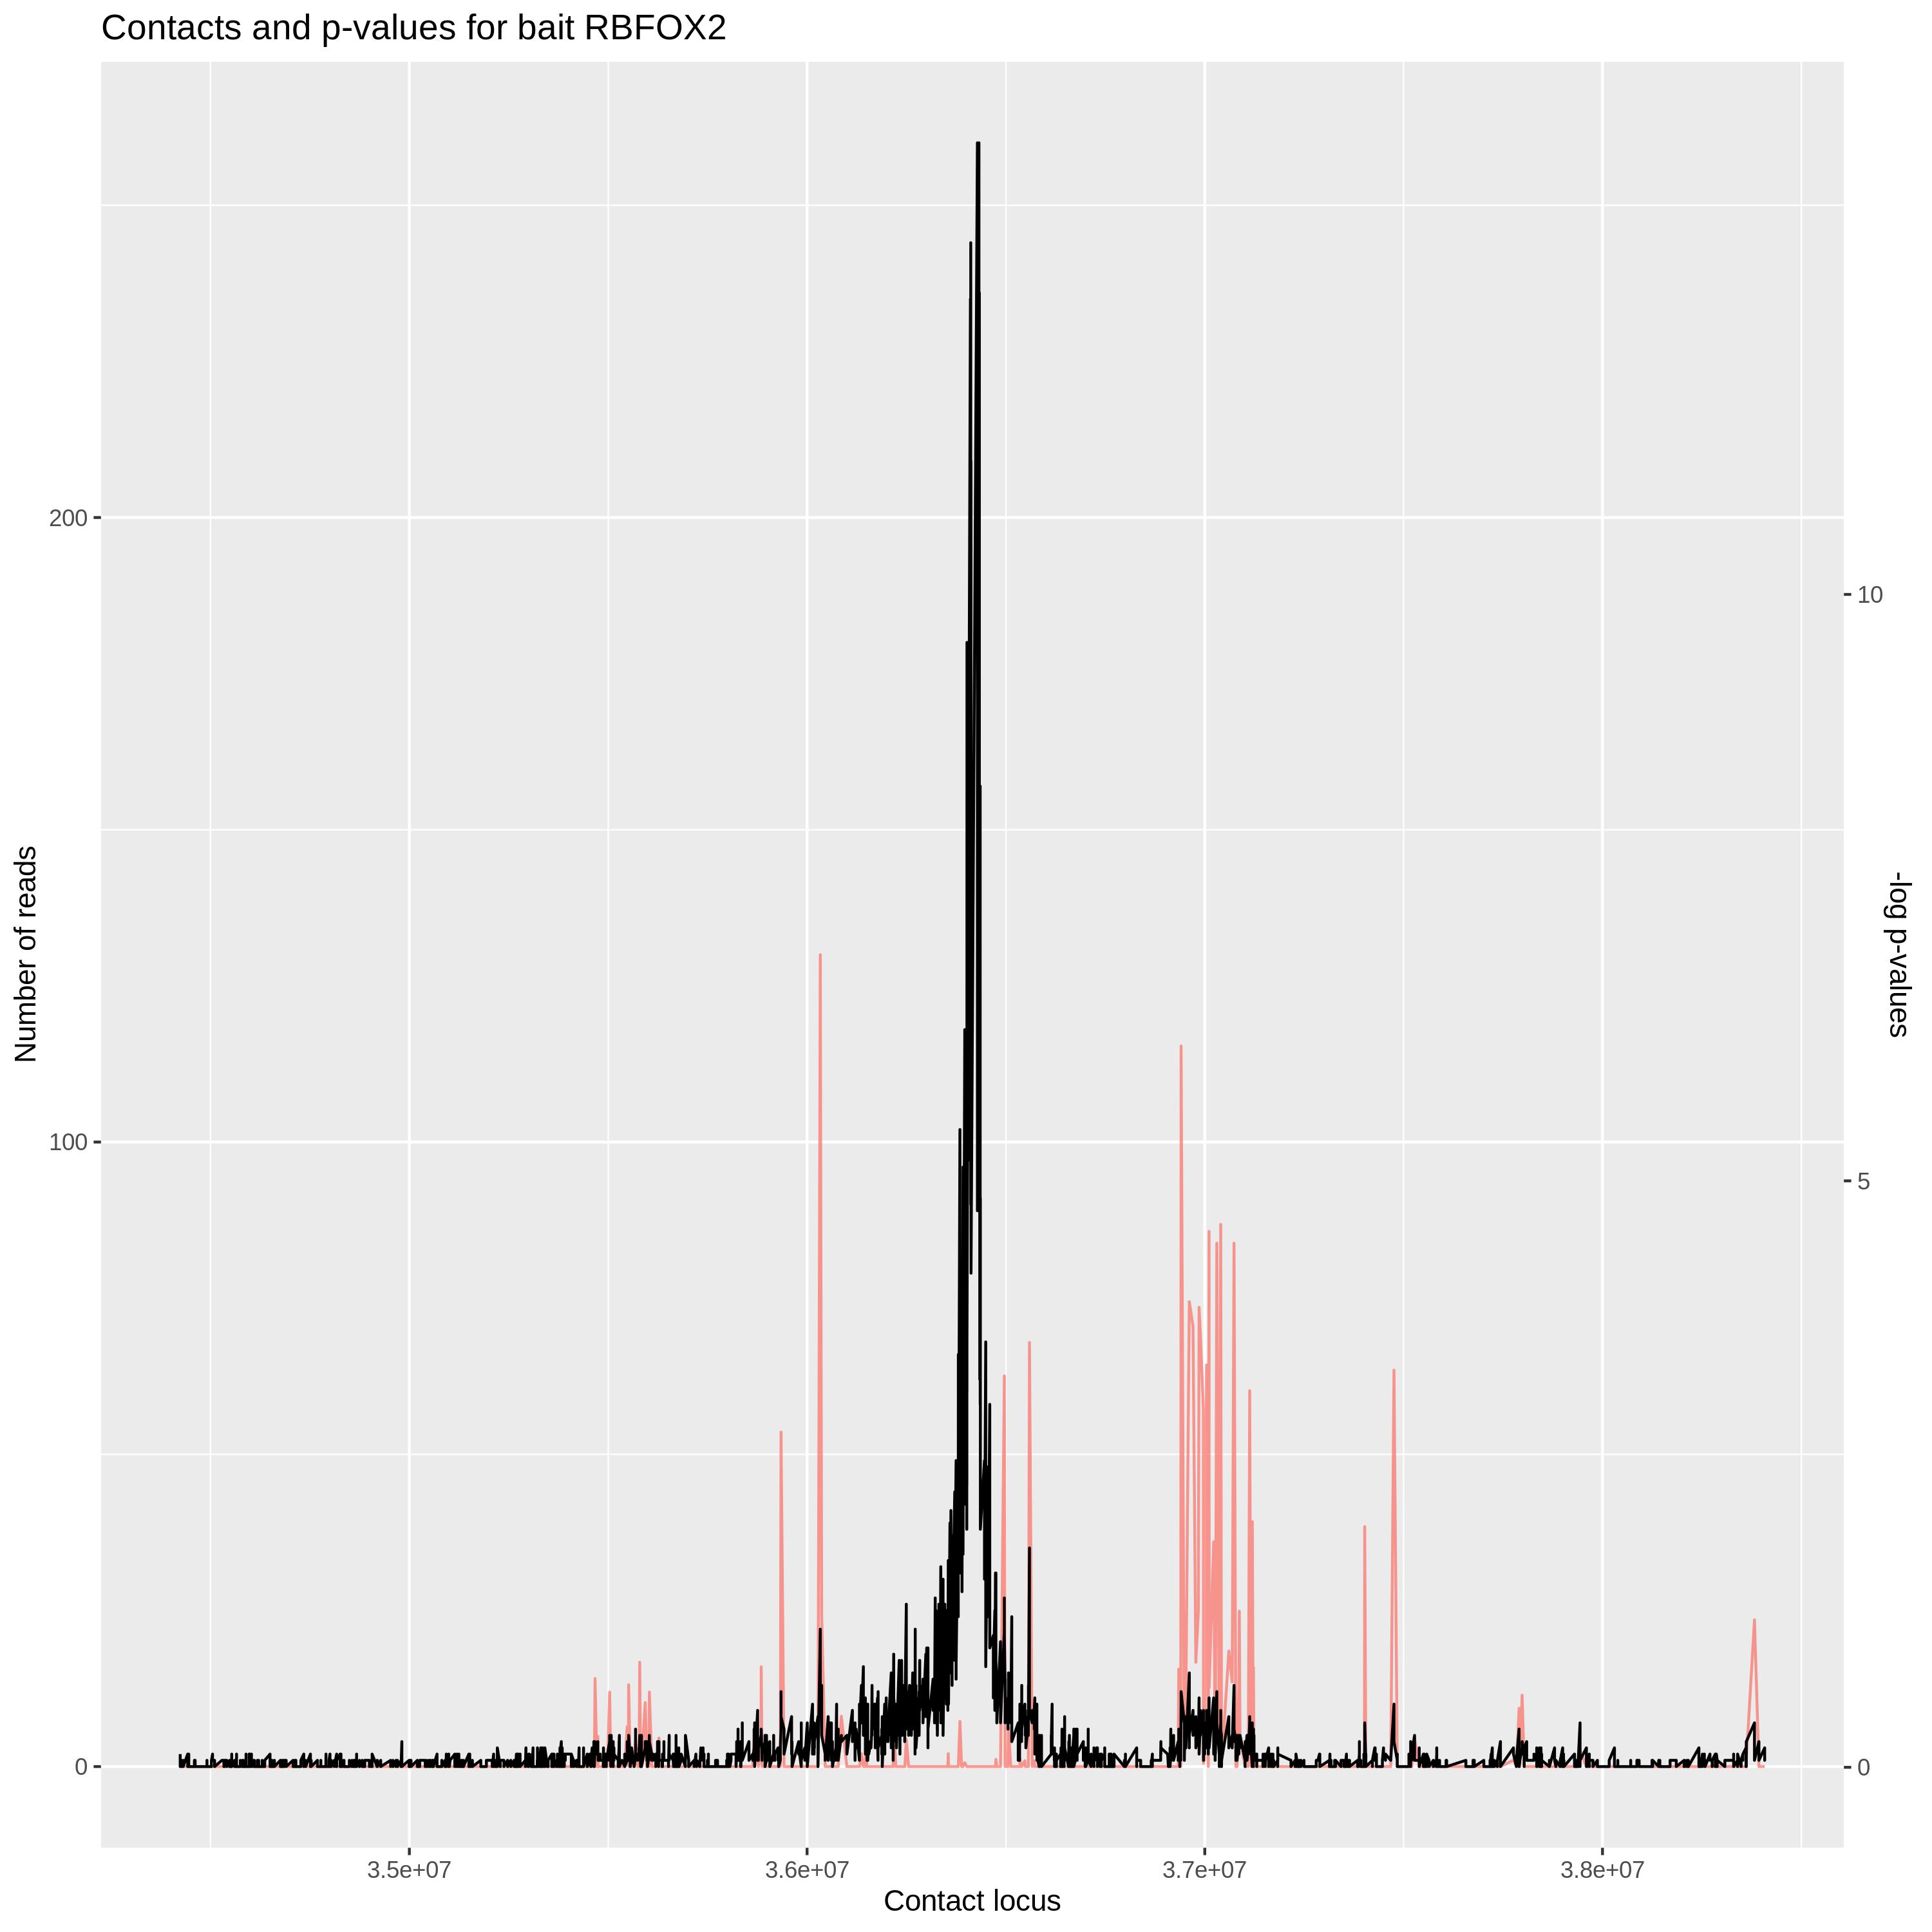 Contacts and p-values for bait RBFOX2
Number of reads
200
100
0
10
5
0
-log p-values
3.5e+07 3.6e+07 3.7e+07 3.8e+07
Contact locus